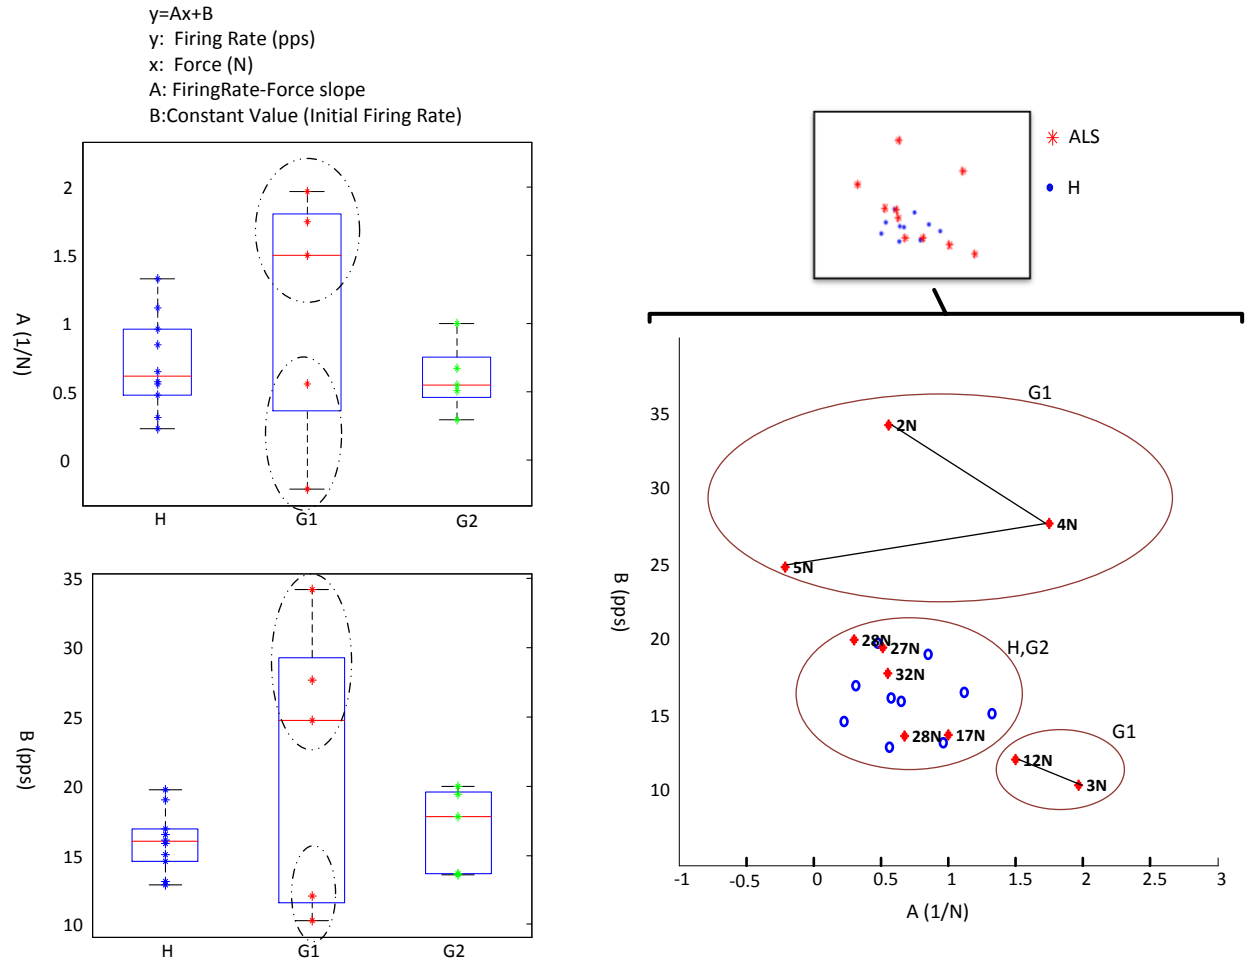 y=Ax+B
y: Firing Rate (pps)
x: Force (N)
A: FiringRate-Force slope
B:Constant Value (Initial Firing Rate)
A (1/N)
2
1.5
1
0.5
0
H
G1
G2
B (pps)
35
30
25
20
15
10
H
G1
G2
ALS
H
B (pps)
35
30
25
20
15
10
G1
2N
4N
5N
H,G2
28N
27N
32N
28N
17N
G1
12N
3N
-1
-0.5
0
0.5
1
1.5
2
2.5
3
A (1/N)